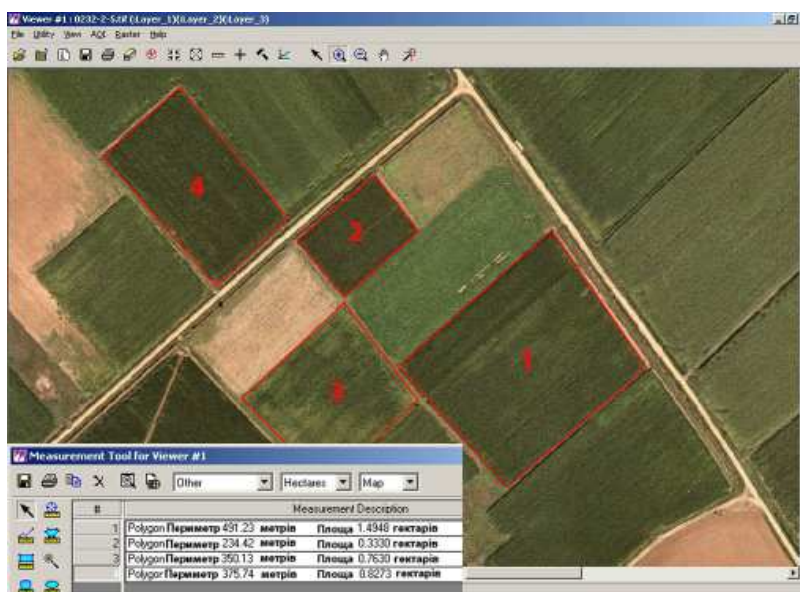 Viewer #1 : 0232-2-5.tif (:Layer_1)(:Layer_2)(:Layer_3)
File Utility View AOI Raster Help
4
2
1
3
Measurement Tool for Viewer #1
Other Hectares Map
# Measurement Description
1 Polygon Периметр 491.23 метрів Площа 1.4948 гектарів
2 Polygon Периметр 234.42 метрів Площа 0.3330 гектарів
3 Polygon Периметр 350.13 метрів Площа 0.7630 гектарів
Polygon Периметр 375.74 метрів Площа 0.8273 гектарів